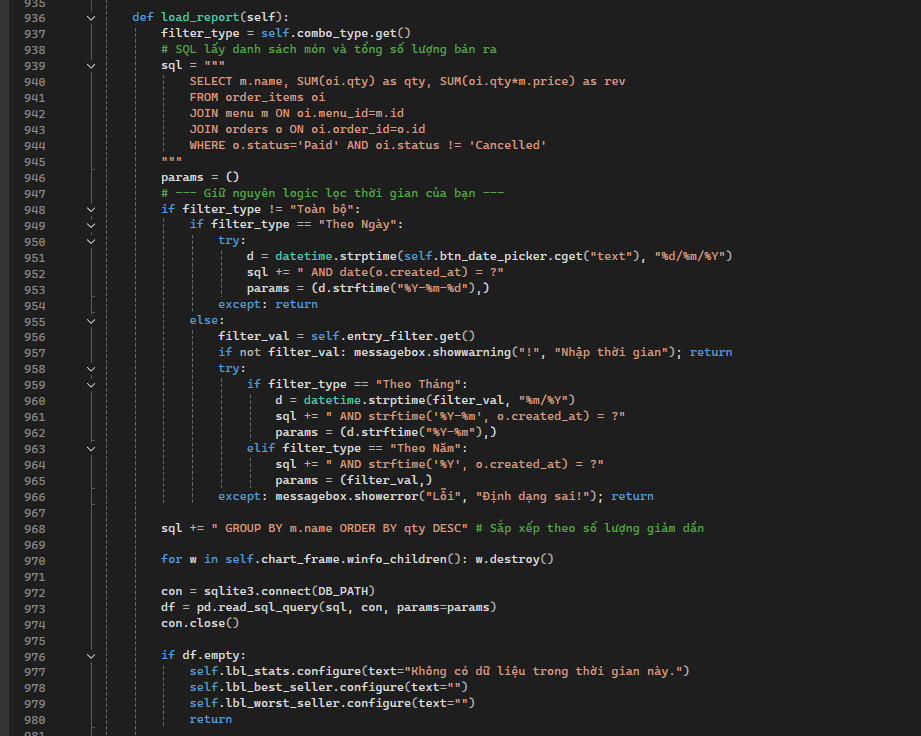 935
936 def load_report(self):
937 filter_type = self.combo_type.get()
938 # SQL lấy danh sách món và tổng số lượng bán ra
939 sql = """
940 SELECT m.name, SUM(oi.qty) as qty, SUM(oi.qty*m.price) as rev
941 FROM order_items oi
942 JOIN menu m ON oi.menu_id=m.id
943 JOIN orders o ON oi.order_id=o.id
944 WHERE o.status='Paid' AND oi.status != 'Cancelled'
945 """
946 params = ()
947 # --- Giữ nguyên logic lọc thời gian của bạn ---
948 if filter_type != "Toàn bộ":
949 if filter_type == "Theo Ngày":
950 try:
951 d = datetime.strptime(self.btn_date_picker.cget("text"), "%d/%m/%Y")
952 sql += " AND date(o.created_at) = ?"
953 params = (d.strftime("%Y-%m-%d"),)
954 except: return
955 else:
956 filter_val = self.entry_filter.get()
957 if not filter_val: messagebox.showwarning("!", "Nhập thời gian"); return
958 try:
959 if filter_type == "Theo Tháng":
960 d = datetime.strptime(filter_val, "%m/%Y")
961 sql += " AND strftime('%Y-%m', o.created_at) = ?"
962 params = (d.strftime("%Y-%m"),)
963 elif filter_type == "Theo Năm":
964 sql += " AND strftime('%Y', o.created_at) = ?"
965 params = (filter_val,)
966 except: messagebox.showerror("Lỗi", "Định dạng sai!"); return
967
968 sql += " GROUP BY m.name ORDER BY qty DESC" # Sắp xếp theo số lượng giảm dần
969
970 for w in self.chart_frame.winfo_children(): w.destroy()
971
972 con = sqlite3.connect(DB_PATH)
973 df = pd.read_sql_query(sql, con, params=params)
974 con.close()
975
976 if df.empty:
977 self.lbl_stats.configure(text="Không có dữ liệu trong thời gian này.")
978 self.lbl_best_seller.configure(text="")
979 self.lbl_worst_seller.configure(text="")
980 return
981